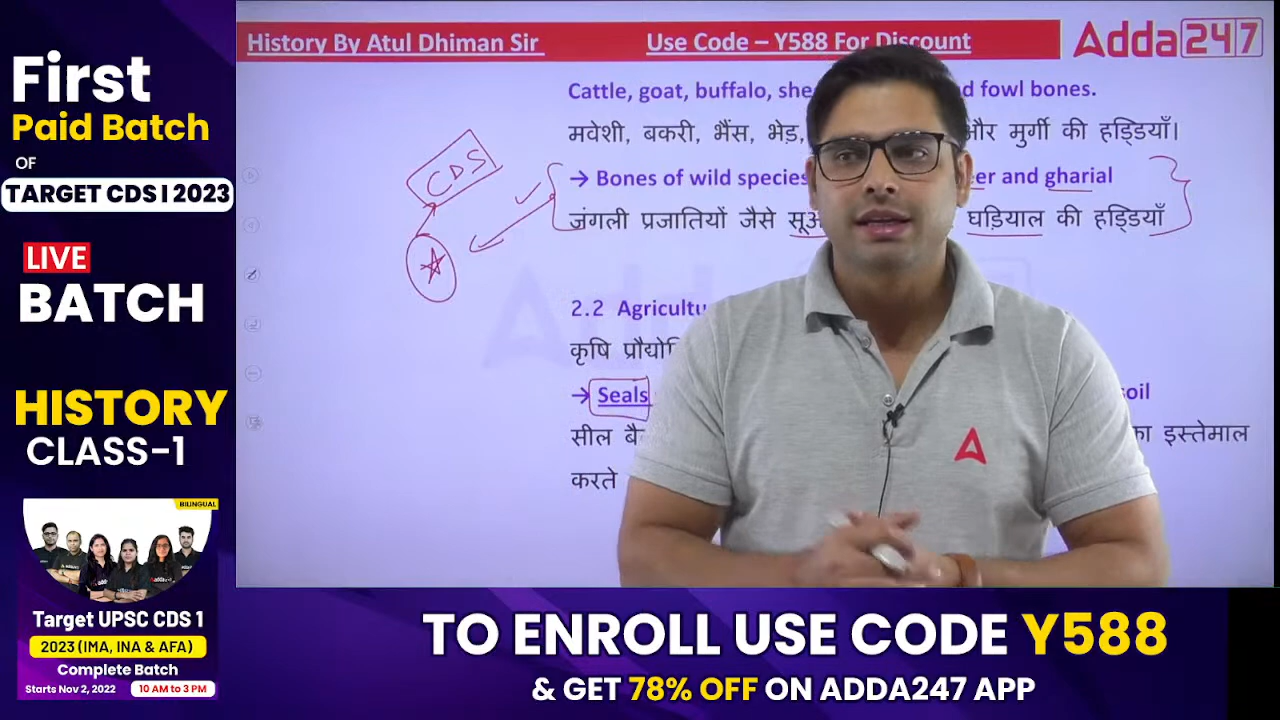 First
Paid Batch
OF
TARGET CDS I 2023
LIVE
BATCH
HISTORY
CLASS-1
BILINGUAL
Target UPSC CDS 1
2023 (IMA, INA & AFA)
Complete Batch
Starts Nov 2, 2022 10 AM to 3 PM
History By Atul Dhiman Sir Use Code – Y588 For Discount
Adda247
Cattle, goat, buffalo, fowl bones.
मवेशी, बकरी, भैंस, भेड़, और मुर्गी की हड्डियाँ।
CDS
→ Bones of wild species and gharial
जंगली प्रजातियों जैसे घड़ियाल की हड्डियाँ
2.2
कृषि
→ Seals soil
सील इस्तेमाल
करते
TO ENROLL USE CODE Y588
& GET 78% OFF ON ADDA247 APP